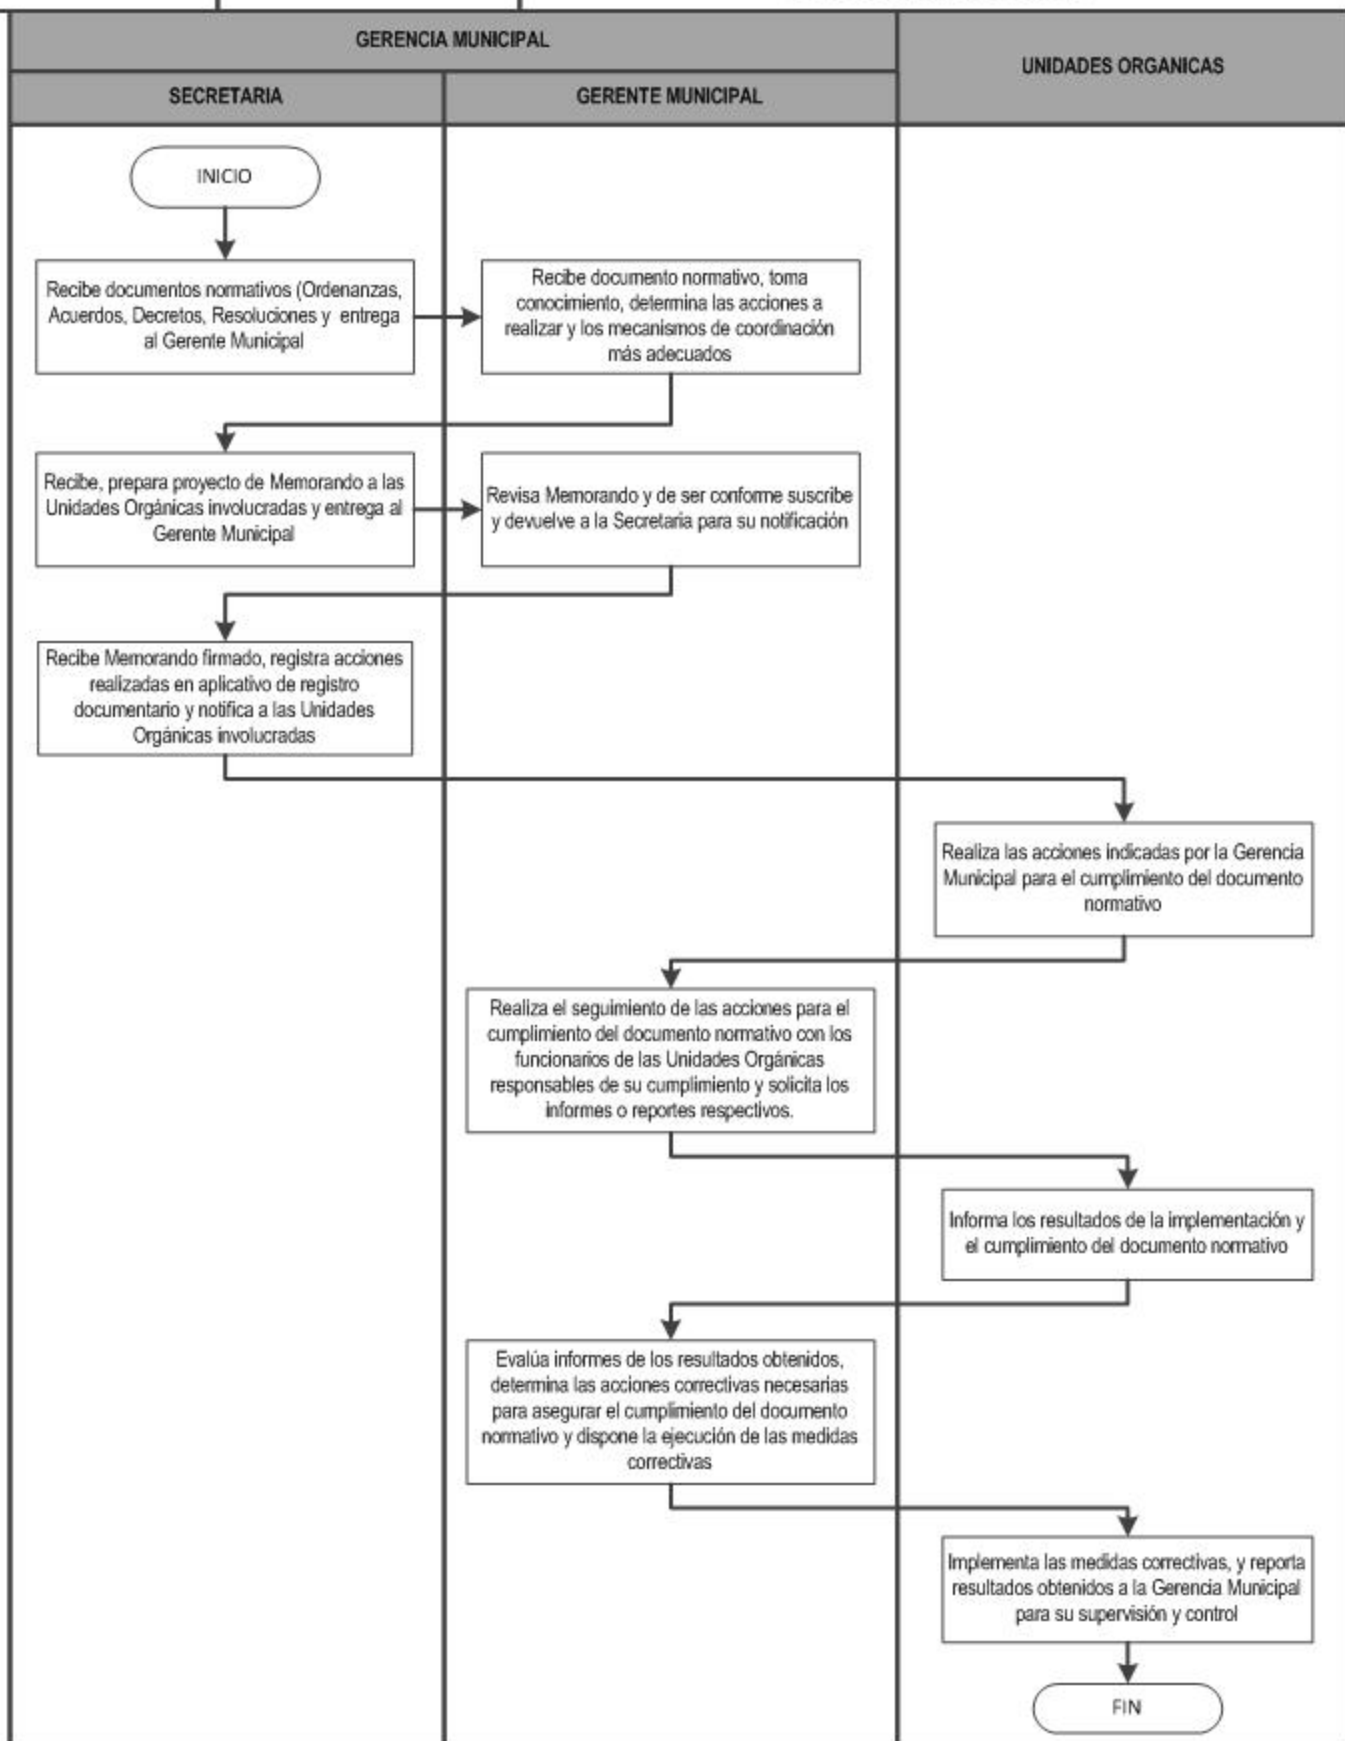 GERENCIA MUNICIPAL
UNIDADES ORGANICAS
SECRETARIA
GERENTE MUNICIPAL
INICIO
Recibe documentos normativos (Ordenanzas,
Acuerdos, Decretos, Resoluciones y entrega
al Gerente Municipal
Recibe documento normativo, toma
conocimiento, determina las acciones a
realizar y los mecanismos de coordinación
más adecuados
Recibe, prepara proyecto de Memorando a las
Unidades Orgánicas involucradas y entrega al
Gerente Municipal
Revisa Memorando y de ser conforme suscribe
y devuelve a la Secretaria para su notificación
Recibe Memorando firmado, registra acciones
realizadas en aplicativo de registro
documentario y notifica a las Unidades
Orgánicas involucradas
Realiza las acciones indicadas por la Gerencia
Municipal para el cumplimiento del documento
normativo
Realiza el seguimiento de las acciones para el
cumplimiento del documento normativo con los
funcionarios de las Unidades Orgánicas
responsables de su cumplimiento y solicita los
informes o reportes respectivos.
Informa los resultados de la implementación y
el cumplimiento del documento normativo
Evalúa informes de los resultados obtenidos,
determina las acciones correctivas necesarias
para asegurar el cumplimiento del documento
normativo y dispone la ejecución de las medidas
correctivas
Implementa las medidas correctivas, y reporta
resultados obtenidos a la Gerencia Municipal
para su supervisión y control
FIN